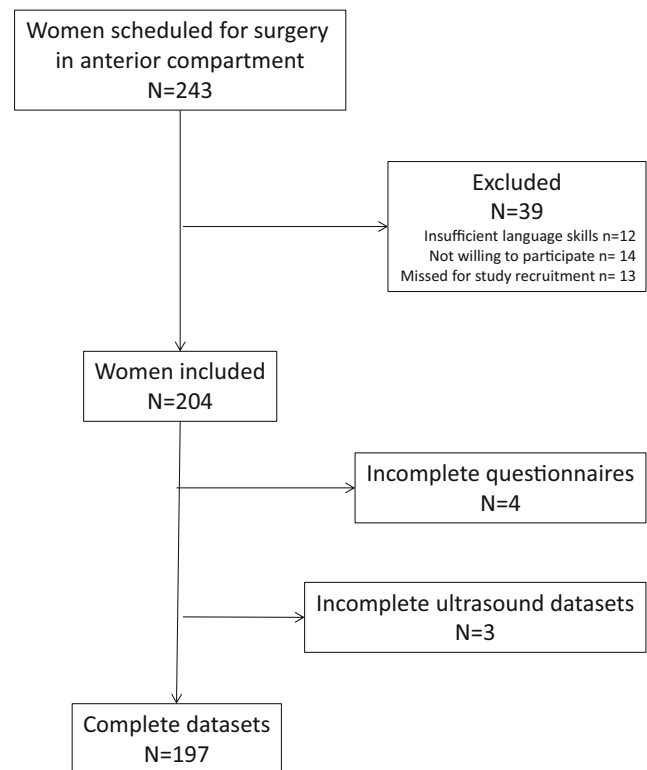 Women scheduled for surgery
in anterior compartment
N=243
Excluded
N=39
Insufficient language skills n=12
Not willing to participate n= 14
Missed for study recruitment n= 13
Women included
N=204
Incomplete questionnaires
N=4
Incomplete ultrasound datasets
N=3
Complete datasets
N=197